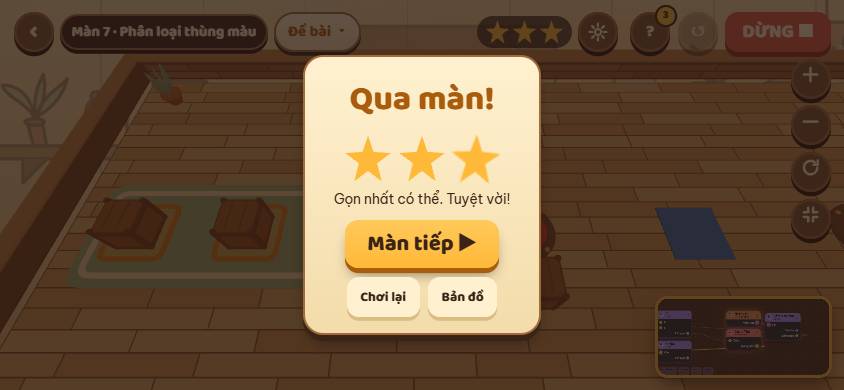 Màn 7 · Phân loại thùng màu
Đề bài
?
3
DỪNG
Qua màn!
Gọn nhất có thể. Tuyệt vời!
Màn tiếp
Chơi lại
Bản đồ